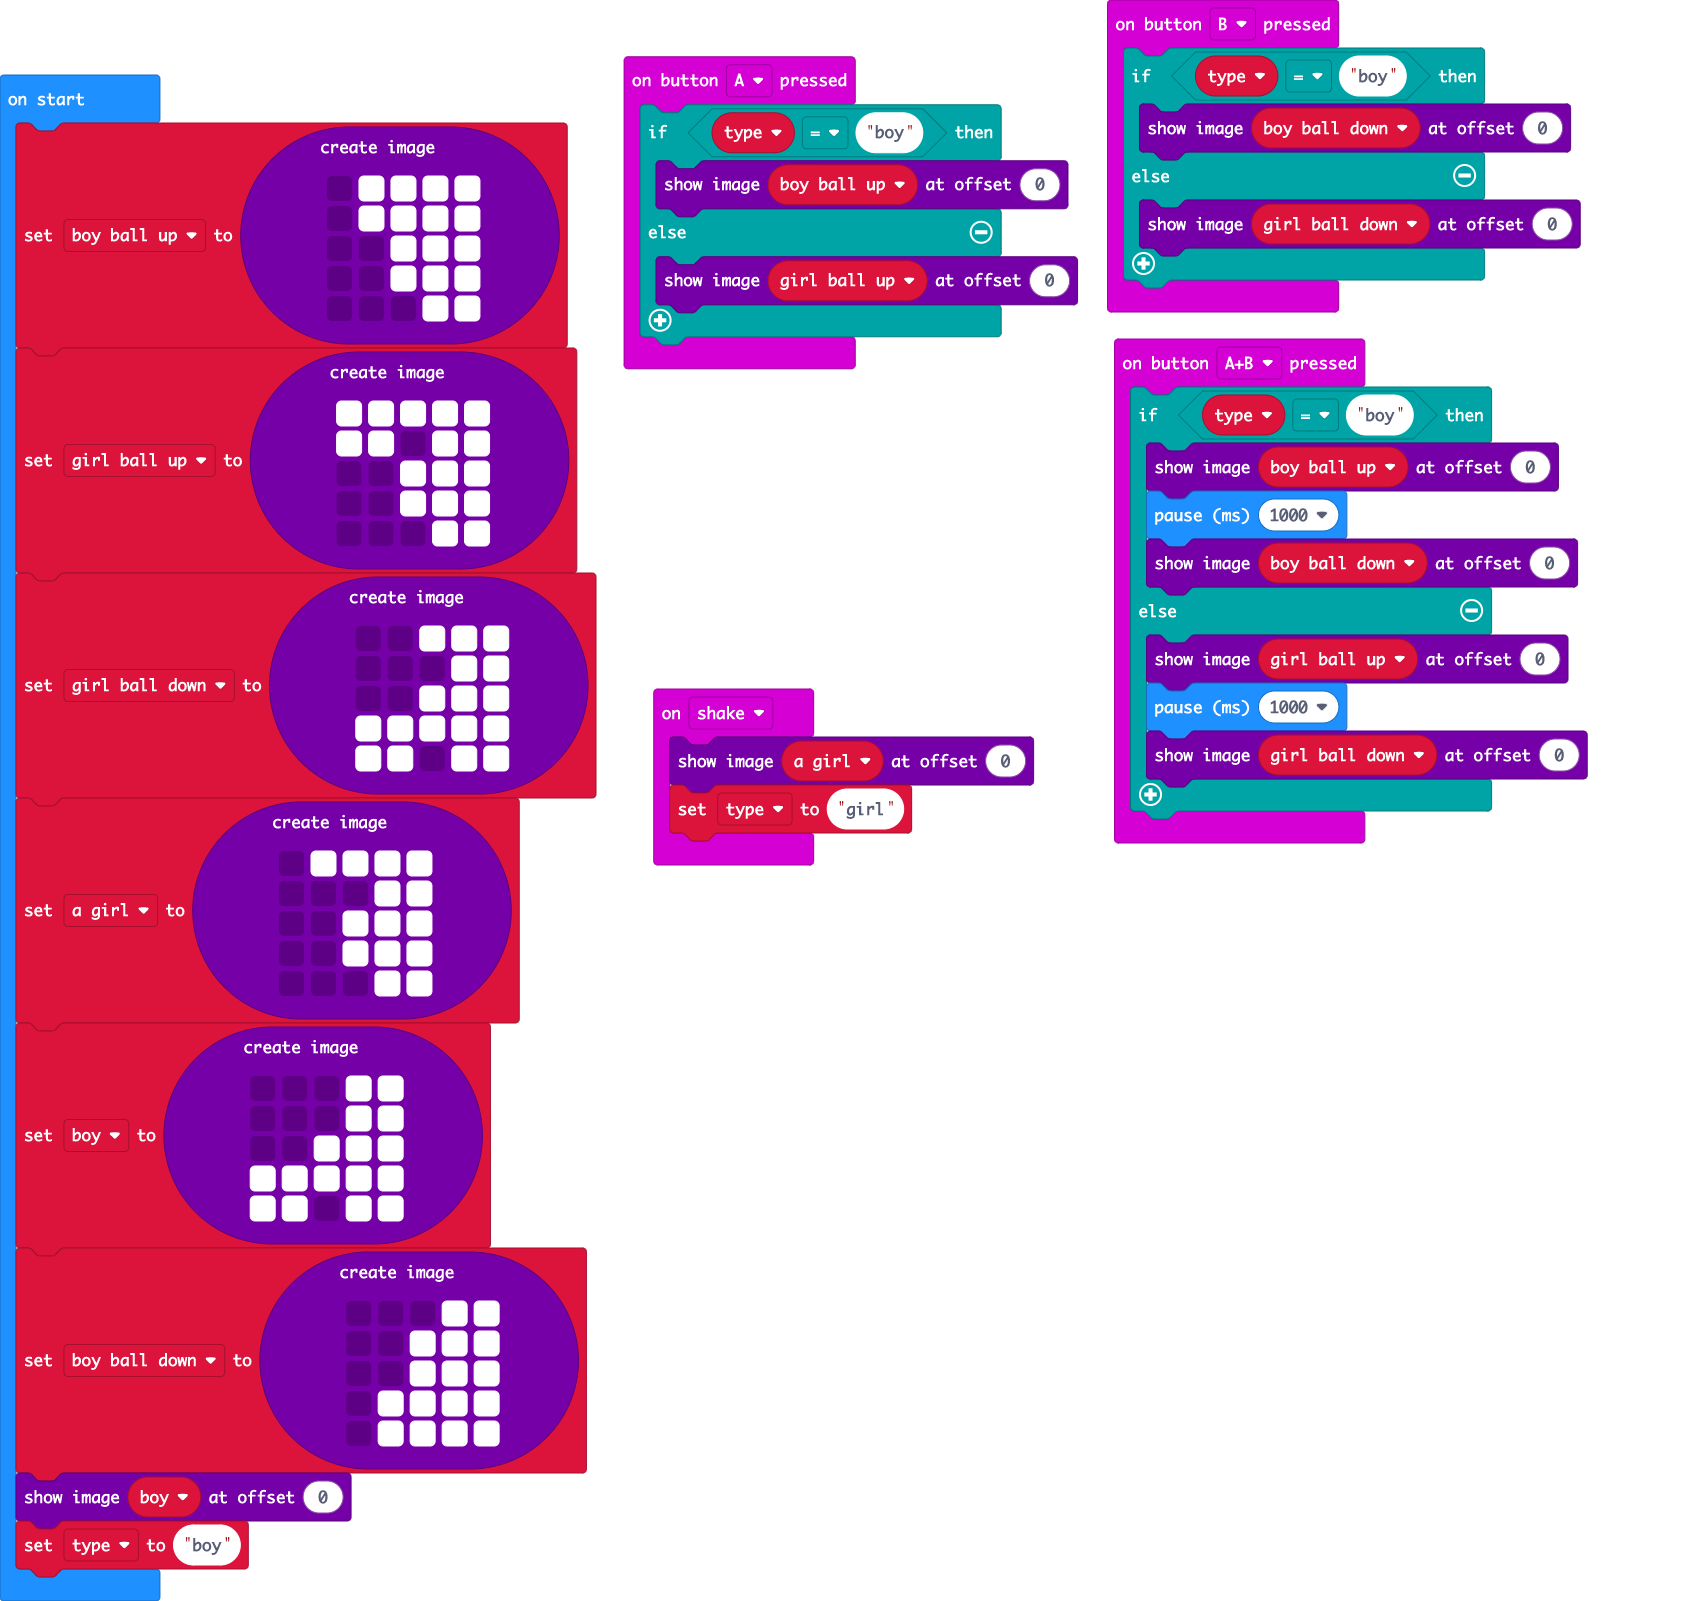 on start
create image
set boy ball up to
create image
set girl ball up to
create image
set girl ball down to
create image
set a girl to
create image
set boy to
create image
set boy ball down to
show image boy at offset 0
set type to "boy"
on button A pressed
if type = "boy" then
show image boy ball up at offset 0
else
show image girl ball up at offset 0
on shake
show image a girl at offset 0
set type to "girl"
on button B pressed
if type = "boy" then
show image boy ball down at offset 0
else
show image girl ball down at offset 0
on button A+B pressed
if type = "boy" then
show image boy ball up at offset 0
pause (ms) 1000
show image boy ball down at offset 0
else
show image girl ball up at offset 0
pause (ms) 1000
show image girl ball down at offset 0